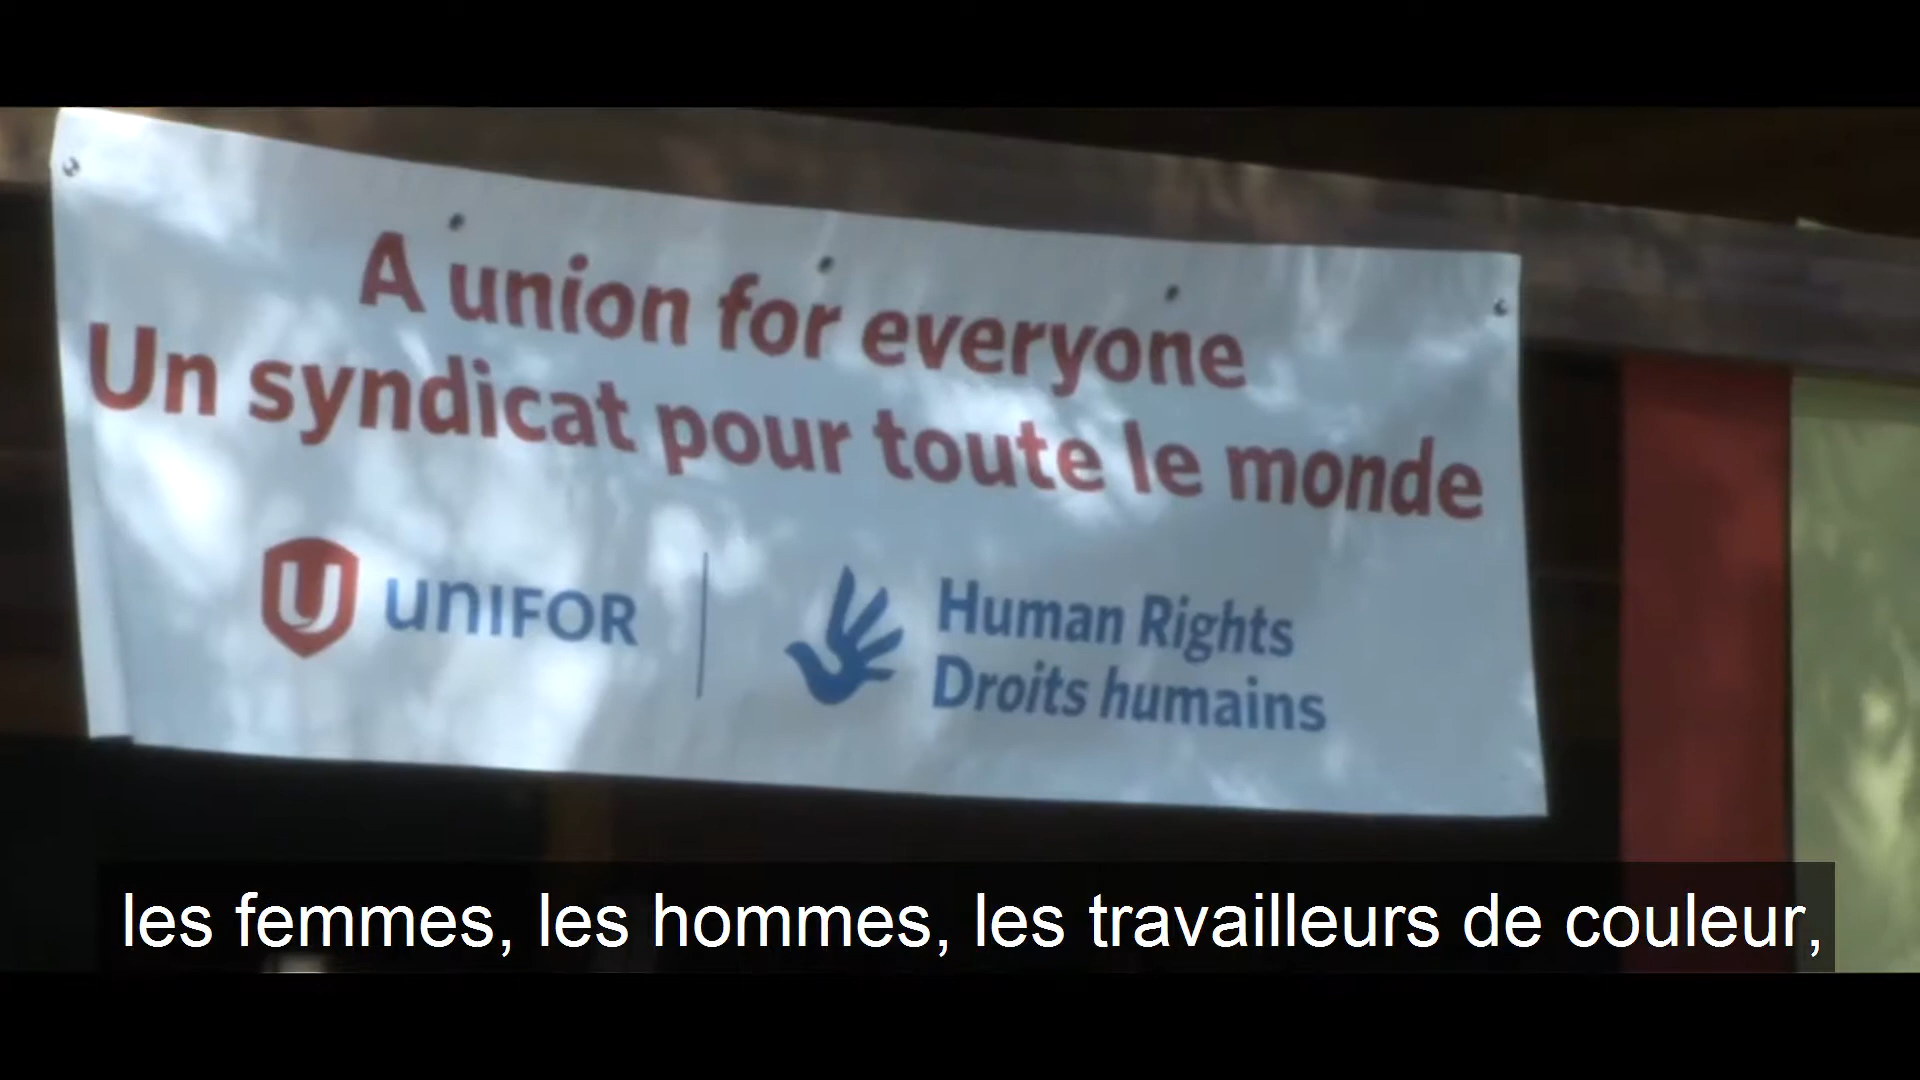 A union for everyone
Un syndicat pour toute le monde
UNIFOR
Human Rights
Droits humains
les femmes, les hommes, les travailleurs de couleur,